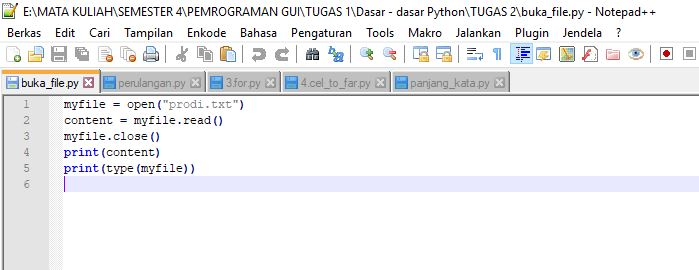 E:\MATA KULIAH\SEMESTER 4\PEMROGRAMAN GUI\TUGAS 1\Dasar - dasar Python\TUGAS 2\buka_file.py - Notepad++
Berkas Edit Cari Tampilan Enkode Bahasa Pengaturan Tools Makro Jalankan Plugin Jendela ?
buka_file.py perulangan.py 3.for.py 4.cel_to_far.py panjang_kata.py
1 myfile = open("prodi.txt")
2 content = myfile.read()
3 myfile.close()
4 print(content)
5 print(type(myfile))
6